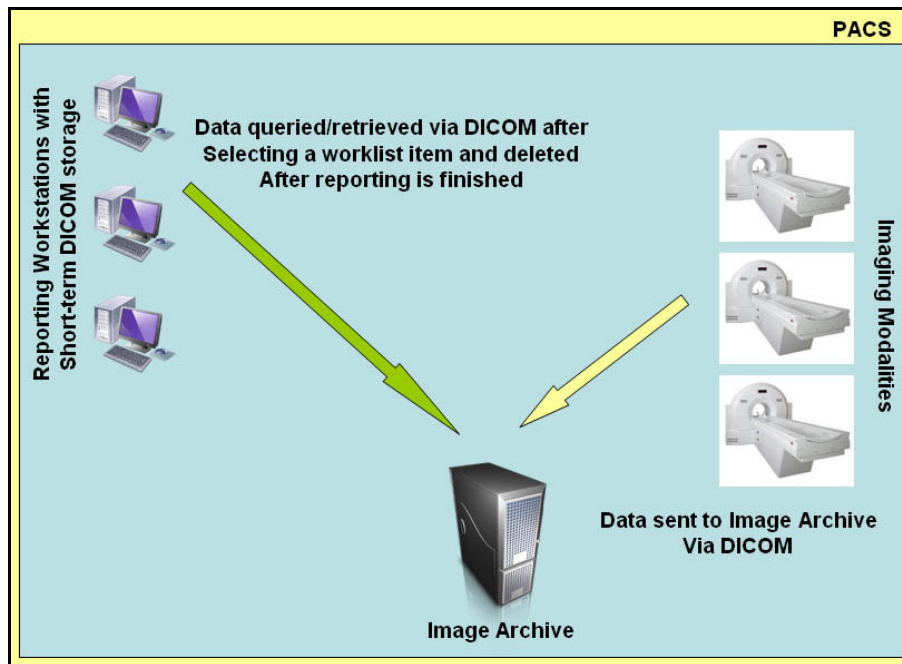 PACS
Reporting Workstations with
Short-term DICOM storage
Data queried/retrieved via DICOM after
Selecting a worklist item and deleted
After reporting is finished
Imaging Modalities
Data sent to Image Archive
Via DICOM
Image Archive